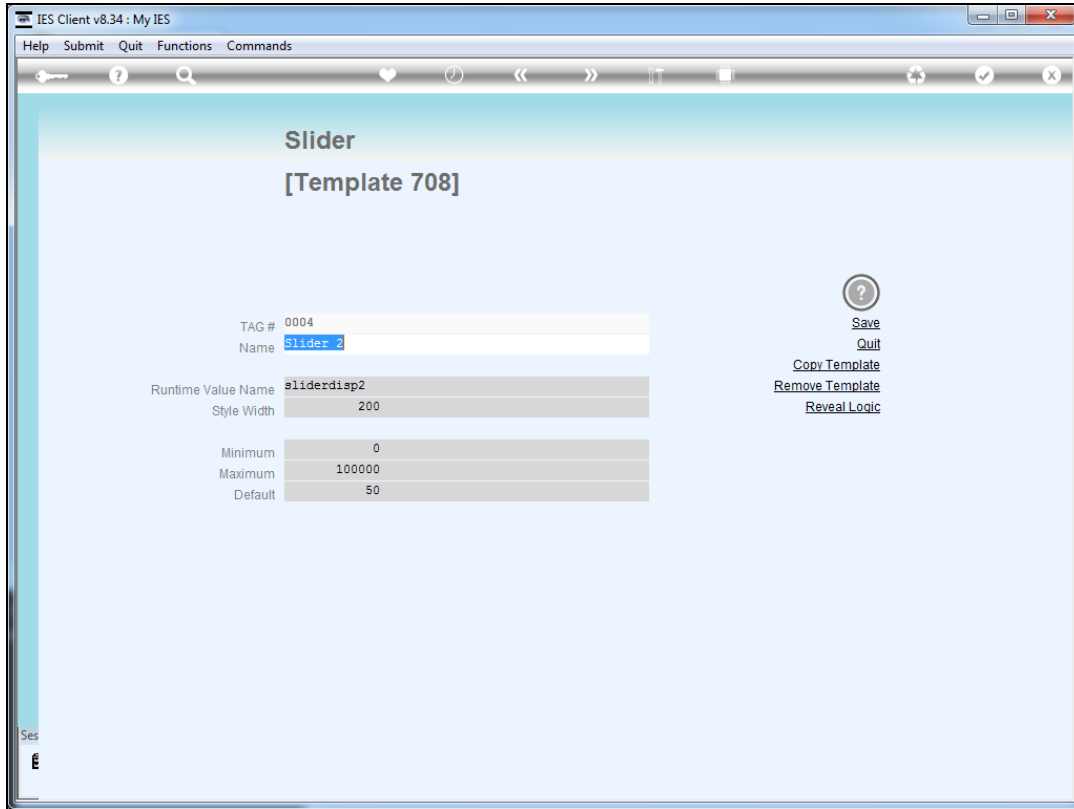 IES Client v8.34 : My IES
Help Submit Quit Functions Commands
Slider
[Template 708]
TAG # 0004
Name Slider 2
Runtime Value Name sliderdisp2
Style Width 200
Minimum 0
Maximum 100000
Default 50
?
Save
Quit
Copy Template
Remove Template
Reveal Logic
Ses